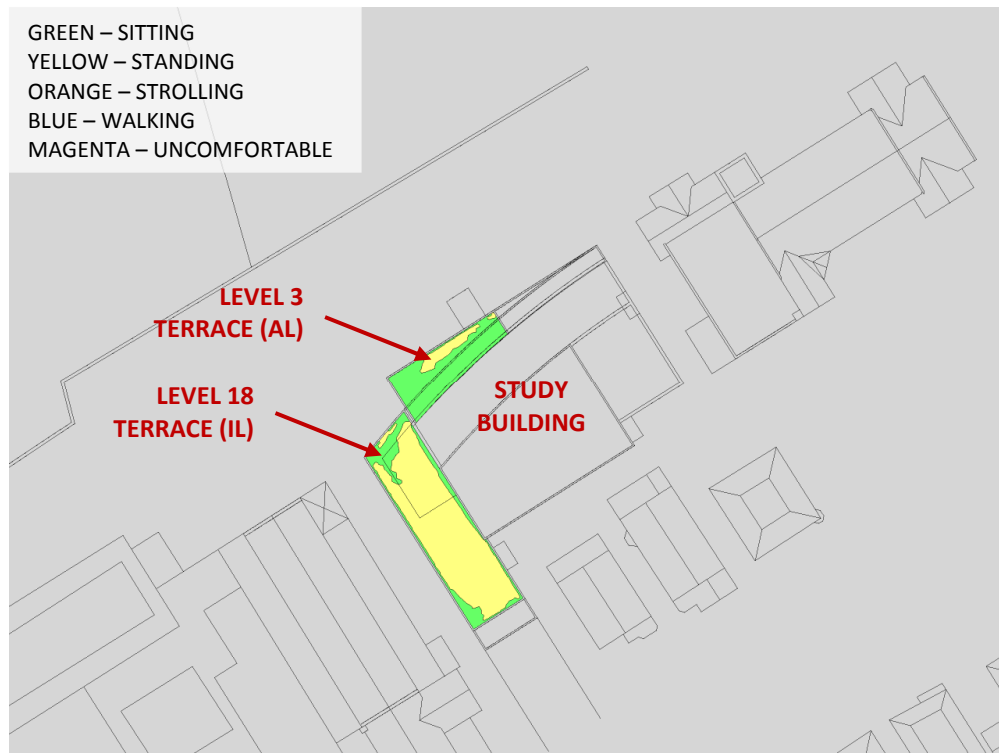 GREEN – SITTING
YELLOW – STANDING
ORANGE – STROLLING
BLUE – WALKING
MAGENTA – UNCOMFORTABLE
LEVEL 3
TERRACE (AL)
LEVEL 18
TERRACE (IL)
STUDY
BUILDING